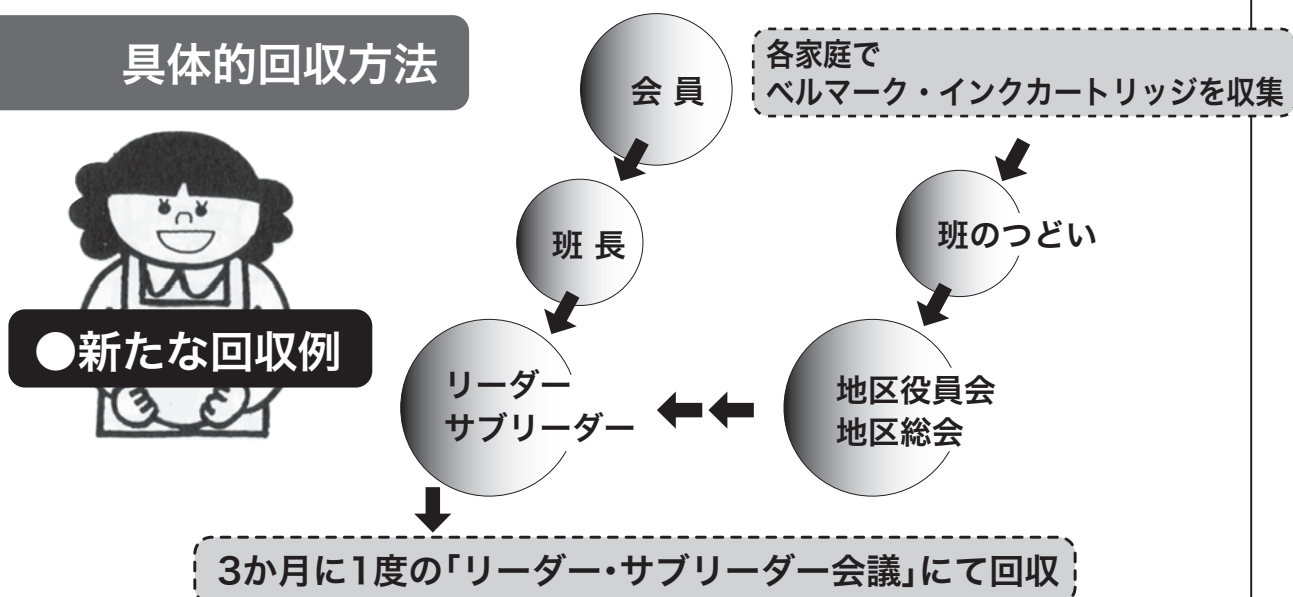 具体的回収方法
会員
各家庭で
ベルマーク・インクカートリッジを収集
班長
班のつどい
●新たな回収例
リーダー
サブリーダー
地区役員会
地区総会
3か月に1度の「リーダー・サブリーダー会議」にて回収